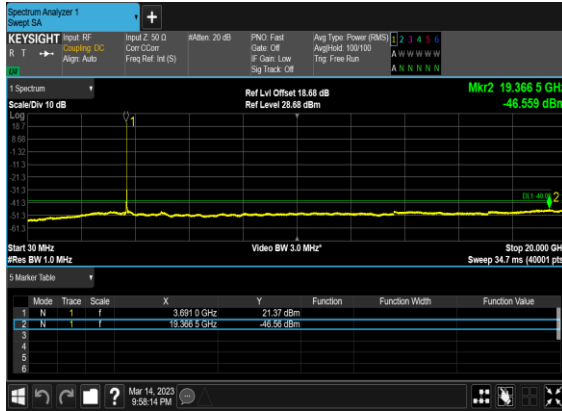 Spectrum Analyzer 1
Swept SA
+
KEYSIGHT
R T
LU
Input: RF
Coupling: DC
Align: Auto
Input Z: 50 Ω
Corr CCorr
Freq Ref: Int (S)
#Atten: 20 dB
PNO: Fast
Gate: Off
IF Gain: Low
Sig Track: Off
Avg Type: Power (RMS)
Avg|Hold: 100/100
Trig: Free Run
1 2 3 4 5 6
A W W W W W
A N N N N N
1 Spectrum
Scale/Div 10 dB
Ref Lvl Offset 18.68 dB
Ref Level 28.68 dBm
Mkr2 19.366 5 GHz
-46.559 dBm
Log
18.7
8.68
-1.32
-11.3
-21.3
-31.3
-41.3
-51.3
-61.3
1
2
Start 30 MHz
#Res BW 1.0 MHz
Video BW 3.0 MHz*
Stop 20.000 GH
Sweep 34.7 ms (40001 pts
5 Marker Table
Mode Trace Scale X Y Function Function Width Function Value
1 N 1 f 3.691 0 GHz 21.37 dBm
2 N 1 f 19.366 5 GHz -46.56 dBm
3
4
5
6
?
Mar 14, 2023
9:58:14 PM